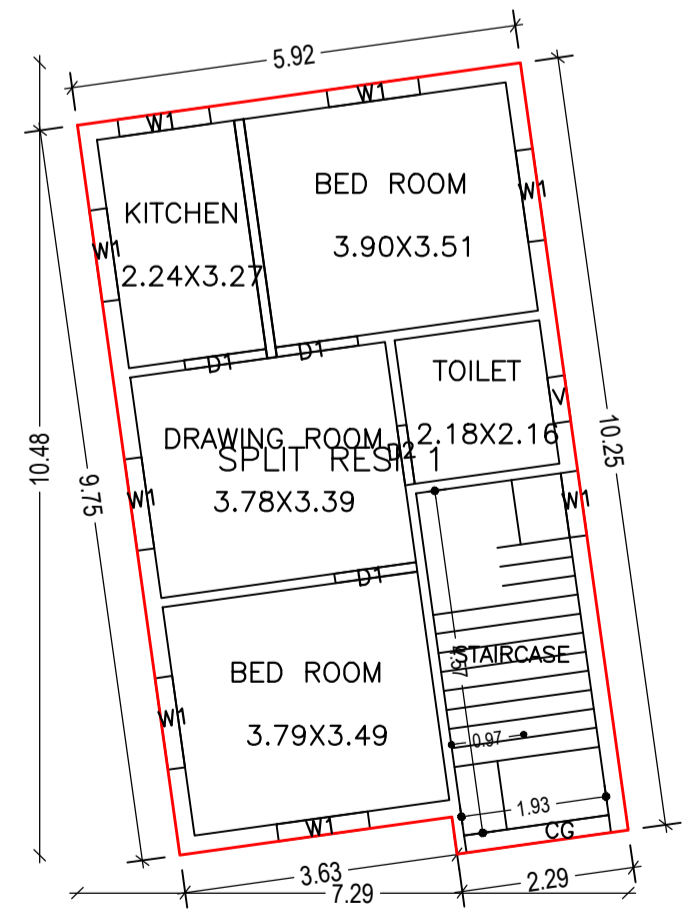 5.92
W1
W1
BED ROOM
3.90X3.51
W1
KITCHEN
2.24X3.27
W1
D1
D1
TOILET
2.18X2.16
V
DRAWING ROOM
D2
SPLIT RESI 1
3.78X3.39
10.48
9.75
10.25
W1
W1
D1
STAIRCASE
BED ROOM
3.79X3.49
W1
0.97
1.93
CG
W1
3.63
7.29
2.29